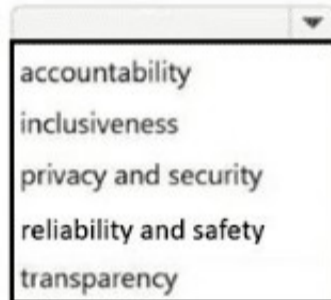 accountability
inclusiveness
privacy and security
reliability and safety
transparency